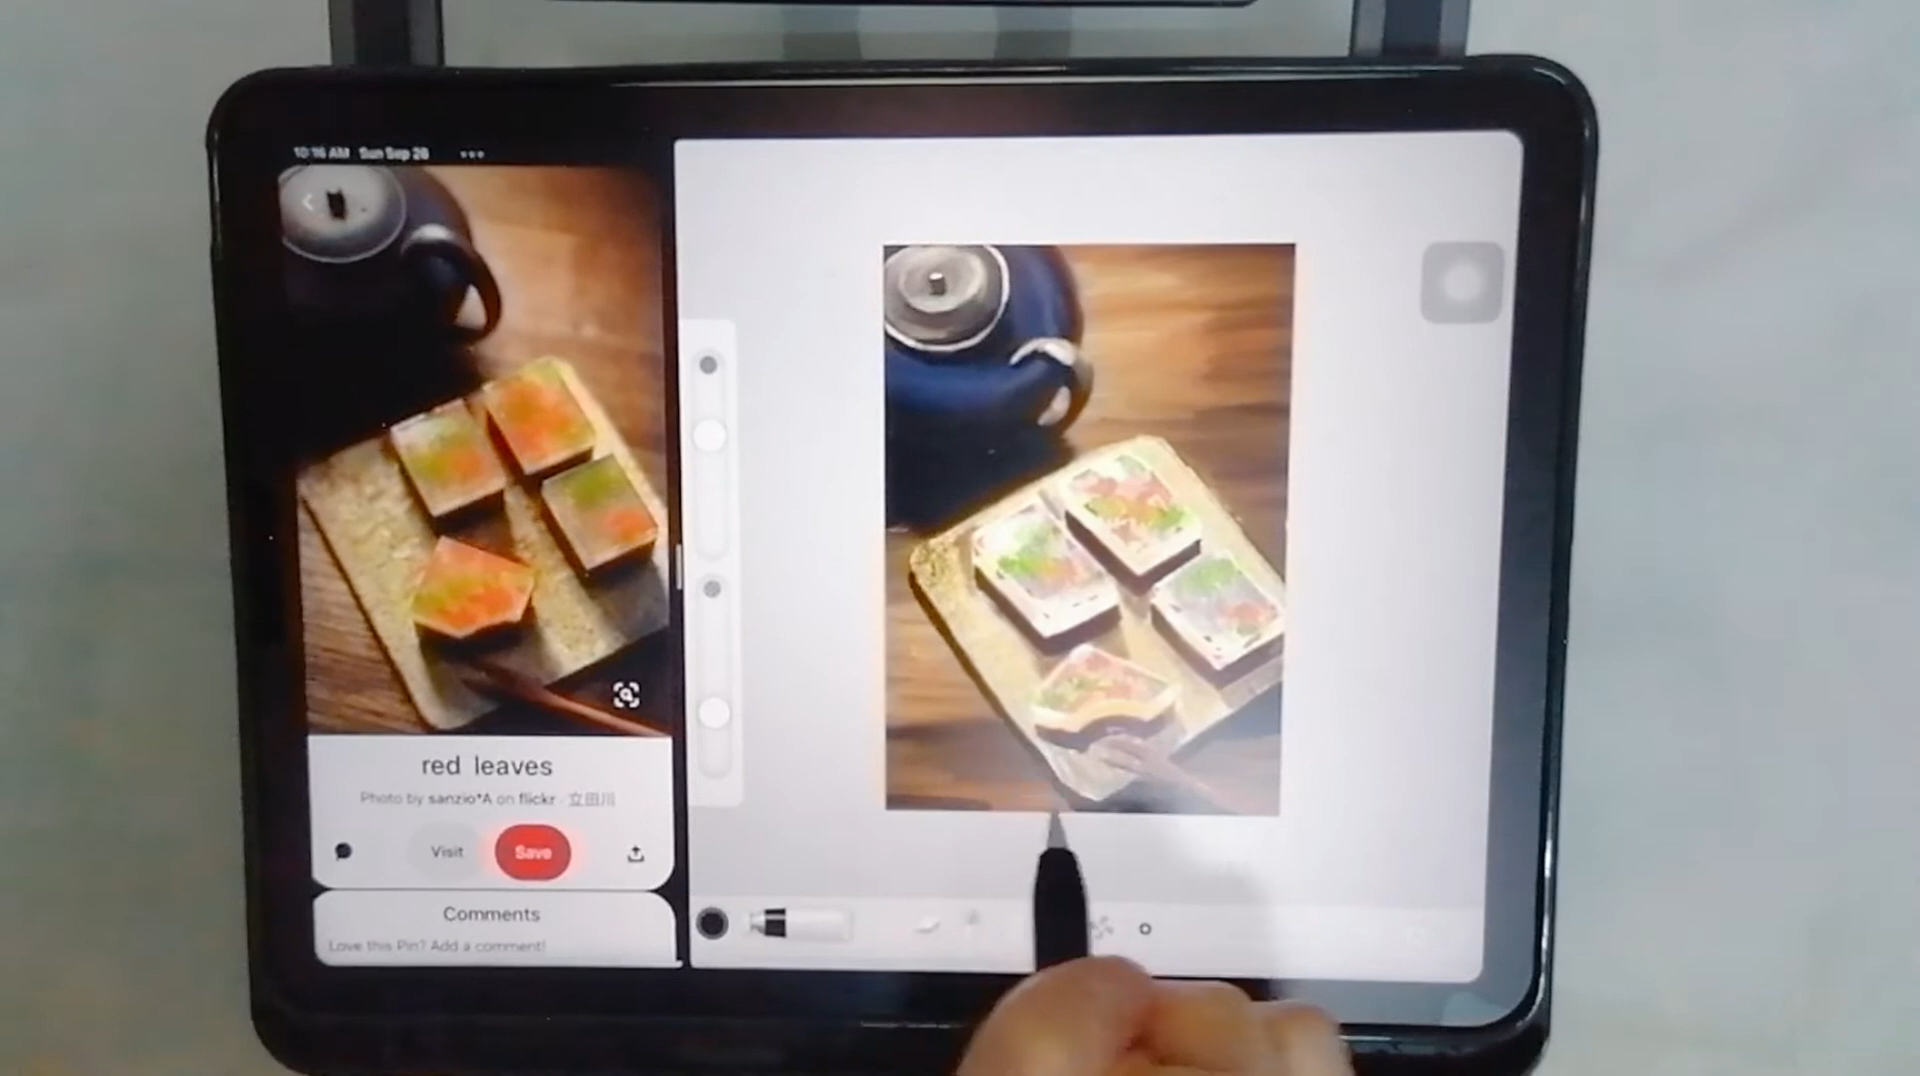 10:16 AM Sun Sep 28
red leaves
Photo by sanzio*A on flickr · 立田川
Visit
Save
Comments
Love this Pin? Add a comment!